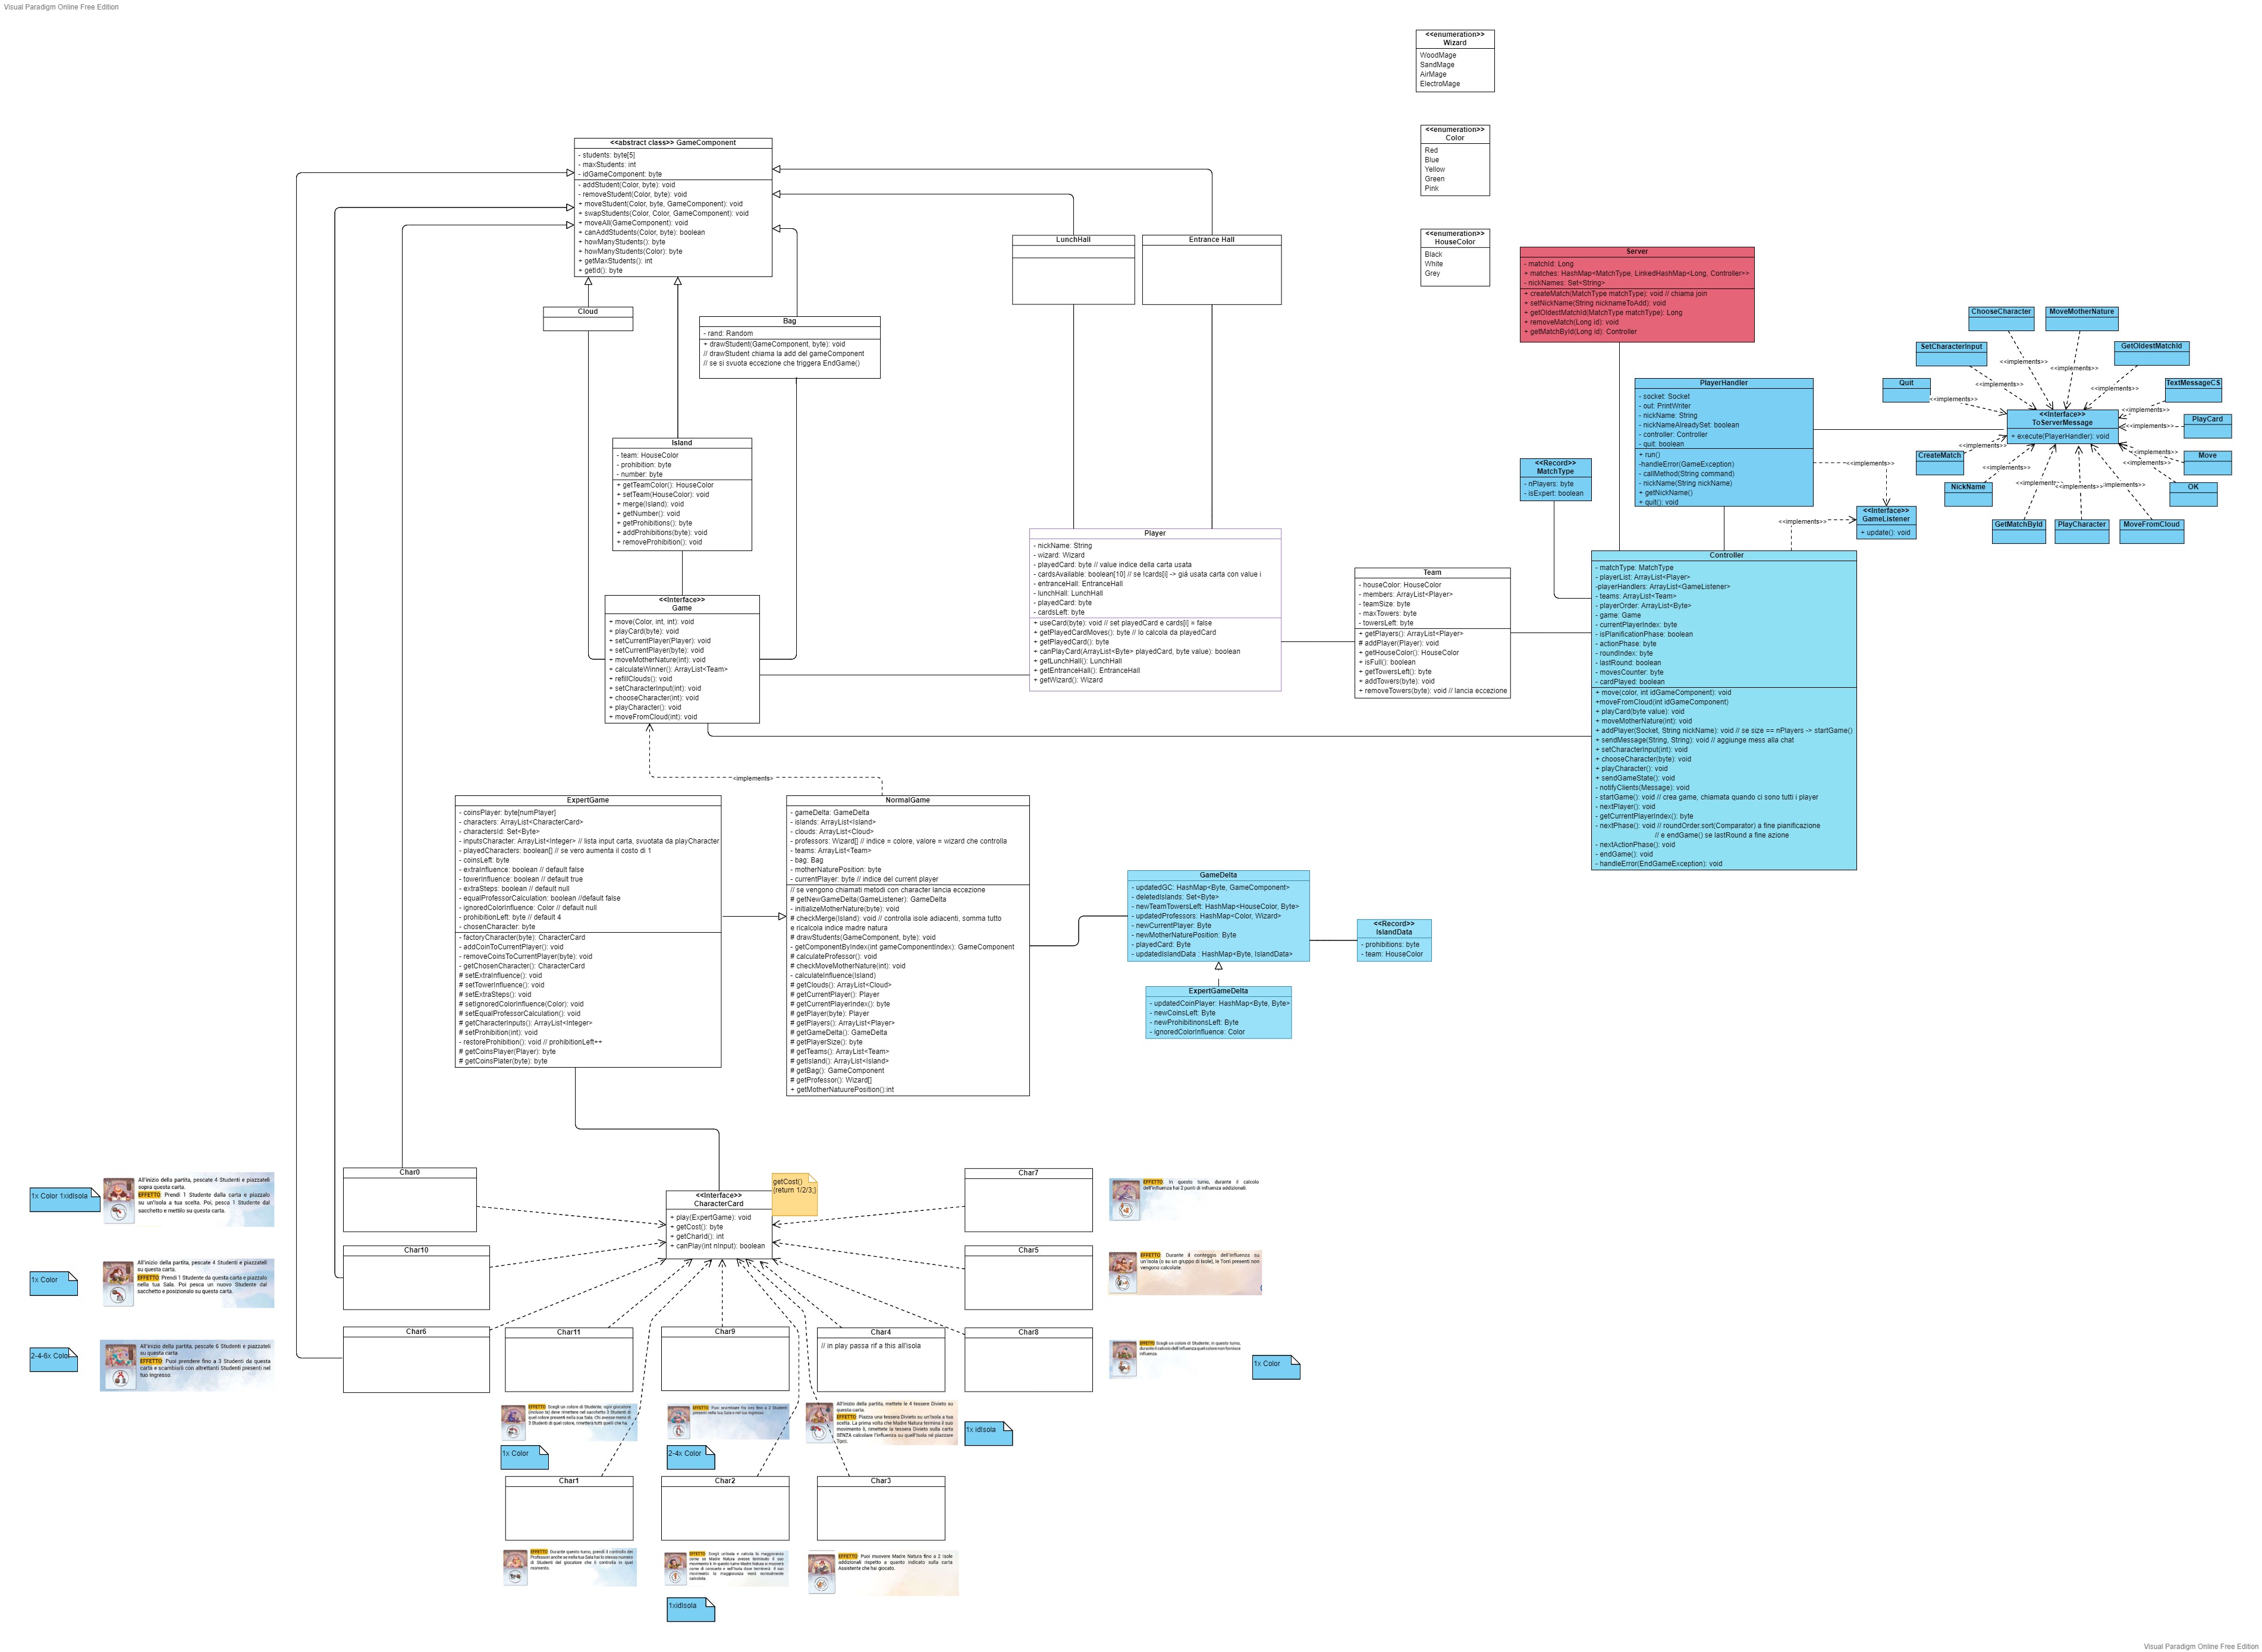 Visual Paradigm Online Free Edition
<<enumeration>>
Wizard
WoodMage
SandMage
AirMage
ElectroMage
<<enumeration>>
Color
Red
Blue
Yellow
Green
Pink
<<enumeration>>
HouseColor
Black
White
Grey
<<abstract class>> GameComponent
- students: byte[5]
- maxStudents: int
- idGameComponent: byte
- addStudent(Color, byte): void
- removeStudent(Color, byte): void
+ moveStudent(Color, byte, GameComponent): void
+ swapStudents(Color, Color, GameComponent): void
+ moveAll(GameComponent): void
+ canAddStudents(Color, byte): boolean
+ howManyStudents(): byte
+ howManyStudents(Color): byte
+ getMaxStudents(): int
+ getId(): byte
LunchHall
Entrance Hall
Cloud
Bag
- rand: Random
+ drawStudent(GameComponent, byte): void
// drawStudent chiama la add del gameComponent
// se si svuota eccezione che triggera EndGame()
Island
- team: HouseColor
- prohibition: byte
- number: byte
+ getTeamColor(): HouseColor
+ setTeam(HouseColor): void
+ merge(Island): void
+ getNumber(): void
+ getProhibitions(): byte
+ addProhibitions(byte): void
+ removeProhibition(): void
<<Interface>>
Game
+ move(Color, int, int): void
+ playCard(byte): void
+ setCurrentPlayer(Player): void
+ setCurrentPlayer(byte): void
+ moveMotherNature(int): void
+ calculateWinner(): ArrayList<Team>
+ refillClouds(): void
+ setCharacterInput(int): void
+ chooseCharacter(int): void
+ playCharacter(): void
+ moveFromCloud(int): void
Player
- nickName: String
- wizard: Wizard
- playedCard: byte // value indice della carta usata
- cardsAvailable: boolean[10] // se !cards[i] -> giá usata carta con value i
- entranceHall: EntranceHall
- lunchHall: LunchHall
- playedCard: byte
- cardsLeft: byte
+ useCard(byte): void // set playedCard e cards[i] = false
+ getPlayedCardMoves(): byte // lo calcola da playedCard
+ getPlayedCard(): byte
+ canPlayCard(ArrayList<Byte> playedCard, byte value): boolean
+ getLunchHall(): LunchHall
+ getEntranceHall(): EntranceHall
+ getWizard(): Wizard
Team
- houseColor: HouseColor
- members: ArrayList<Player>
- teamSize: byte
- maxTowers: byte
- towersLeft: byte
+ getPlayers(): ArrayList<Player>
# addPlayer(Player): void
+ getHouseColor(): HouseColor
+ isFull(): boolean
+ getTowersLeft(): byte
+ addTowers(byte): void
+ removeTowers(byte): void // lancia eccezione
Server
- matchId: Long
+ matches: HashMap<MatchType, LinkedHashMap<Long, Controller>>
- nickNames: Set<String>
+ createMatch(MatchType matchType): void // chiama join
+ setNickName(String nicknameToAdd): void
+ getOldestMatchId(MatchType matchType): Long
+ removeMatch(Long id): void
+ getMatchById(Long id): Controller
PlayerHandler
- socket: Socket
- out: PrintWriter
- nickName: String
- nickNameAlreadySet: boolean
- controller: Controller
- quit: boolean
+ run()
-handleError(GameException)
- callMethod(String command)
- nickName(String nickName)
+ getNickName()
+ quit(): void
<<Record>>
MatchType
- nPlayers: byte
- isExpert: boolean
<<implements>>
<<implements>>
<<Interface>>
GameListener
+ update(): void
ChooseCharacter
MoveMotherNature
SetCharacterInput
GetOldestMatchId
Quit
TextMessageCS
PlayCard
<<Interface>>
ToServerMessage
+ execute(PlayerHandler): void
CreateMatch
Move
NickName
OK
GetMatchById
PlayCharacter
MoveFromCloud
<<implements>>
<<implements>>
<<implements>>
<<implements>>
<<implements>>
<<implements>>
<<implements>>
<<implements>>
<<implements>>
<<implements>>
<<implements>>
Controller
- matchType: MatchType
- playerList: ArrayList<Player>
-playerHandlers: ArrayList<GameListener>
- teams: ArrayList<Team>
- playerOrder: ArrayList<Byte>
- game: Game
- currentPlayerIndex: byte
- isPlanificationPhase: boolean
- actionPhase: byte
- roundIndex: byte
- lastRound: boolean
- movesCounter: byte
- cardPlayed: boolean
+ move(color, int idGameComponent): void
+moveFromCloud(int idGameComponent)
+ playCard(byte value): void
+ moveMotherNature(int): void
+ addPlayer(Socket, String nickName): void // se size == nPlayers -> startGame()
+ sendMessage(String, String): void // aggiunge mess alla chat
+ setCharacterInput(int): void
+ chooseCharacter(byte): void
+ playCharacter(): void
+ sendGameState(): void
- notifyClients(Message): void
- startGame(): void // crea game, chiamata quando ci sono tutti i player
- nextPlayer(): void
- getCurrentPlayerIndex(): byte
- nextPhase(): void // roundOrder.sort(Comparator) a fine pianificazione
// e endGame() se lastRound a fine azione
- nextActionPhase(): void
- endGame(): void
- handleError(EndGameException): void
<implements>
ExpertGame
- coinsPlayer: byte[numPlayer]
- characters: ArrayList<CharacterCard>
- charactersId: Set<Byte>
- inputsCharacter: ArrayList<Integer> // lista input carta, svuotata da playCharacter
- playedCharacters: boolean[] // se vero aumenta il costo di 1
- coinsLeft: byte
- extraInfluence: boolean // default false
- towerInfluence: boolean // default true
- extraSteps: boolean // default null
- equalProfessorCalculation: boolean //default false
- ignoredColorInfluence: Color // default null
- prohibitionLeft: byte // default 4
- chosenCharacter: byte
- factoryCharacter(byte): CharacterCard
- addCoinToCurrentPlayer(): void
- removeCoinsToCurrentPlayer(byte): void
- getChosenCharacter(): CharacterCard
# setExtraInfluence(): void
# setTowerInfluence(): void
# setExtraSteps(): void
# setIgnoredColorInfluence(Color): void
# setEqualProfessorCalculation(): void
# getCharacterInputs(): ArrayList<Integer>
# setProhibition(int): void
- restoreProhibition(): void // prohibitionLeft++
# getCoinsPlayer(Player): byte
# getCoinsPlater(byte): byte
NormalGame
- gameDelta: GameDelta
- islands: ArrayList<Island>
- clouds: ArrayList<Cloud>
- professors: Wizard[] // indice = colore, valore = wizard che controlla
- teams: ArrayList<Team>
- bag: Bag
- motherNaturePosition: byte
- currentPlayer: byte // indice del current player
// se vengono chiamati metodi con character lancia eccezione
# getNewGameDelta(GameListener): GameDelta
- initializeMotherNature(byte): void
# checkMerge(Island): void // controlla isole adiacenti, somma tutto
e ricalcola indice madre natura
# drawStudents(GameComponent, byte): void
- getComponentByIndex(int gameComponentIndex): GameComponent
# calculateProfessor(): void
# checkMoveMotherNature(int): void
- calculateInfluence(Island)
# getClouds(): ArrayList<Cloud>
# getCurrentPlayer(): Player
# getCurrentPlayerIndex(): byte
# getPlayer(byte): Player
# getPlayers(): ArrayList<Player>
# getGameDelta(): GameDelta
# getPlayerSize(): byte
# getTeams(): ArrayList<Team>
# getIsland(): ArrayList<Island>
# getBag(): GameComponent
# getProfessor(): Wizard[]
+ getMotherNatuurePosition():int
GameDelta
- updatedGC: HashMap<Byte, GameComponent>
- deletedIslands: Set<Byte>
- newTeamTowersLeft: HashMap<HouseColor, Byte>
- updatedProfessors: HashMap<Color, Wizard>
- newCurrentPlayer: Byte
- newMotherNaturePosition: Byte
- playedCard: Byte
- updatedIslandData : HashMap<Byte, IslandData>
<<Record>>
IslandData
- prohibitions: byte
- team: HouseColor
ExpertGameDelta
- updatedCoinPlayer: HashMap<Byte, Byte>
- newCoinsLeft: Byte
- newProhibitinonsLeft: Byte
- ignoredColorInfluence: Color
1x Color 1xidIsola
All'inizio della partita, pescate 4 Studenti e piazzateli
sopra questa carta.
EFFETTO Prendi 1 Studente dalla carta e piazzalo
su un'Isola a tua scelta. Poi, pesca 1 Studente dal
sacchetto e mettilo su questa carta.
Char0
<<Interface>>
CharacterCard
+ play(ExpertGame): void
+ getCost(): byte
+ getCharId(): int
+ canPlay(int nInput): boolean
getCost()
{return 1/2/3;}
Char7
EFFETTO In questo turno, durante il calcolo
dell'influenza hai 2 punti di influenza addizionali.
1x Color
All'inizio della partita, pescate 4 Studenti e piazzateli
su questa carta.
EFFETTO Prendi 1 Studente da questa carta e piazzalo
nella tua Sala. Poi pesca un nuovo Studente dal
sacchetto e posizionalo su questa carta.
Char10
Char5
EFFETTO Durante il conteggio dell'influenza su
un'Isola (o su un gruppo di Isole), le Torri presenti non
vengono calcolate.
2-4-6x Color
All'inizio della partita, pescate 6 Studenti e piazzateli
su questa carta
EFFETTO Puoi prendere fino a 3 Studenti da questa
carta e scambiarli con altrettanti Studenti presenti nel
tuo Ingresso.
Char6
Char11
Char9
Char4
// in play passa rif a this all'isola
Char8
EFFETTO Scegli un colore di Studente; in questo turno,
durante il calcolo dell'influenza quel colore non fornisce
influenza
1x Color
EFFETTO Scegli un colore di Studente; ogni giocatore
(incluso te) deve rimettere nel sacchetto 3 Studenti di
quel colore presenti nella sua Sala. Chi avesse meno di
3 Studenti di quel colore, rimetterà tutti quelli che ha.
1x Color
EFFETTO Puoi scambiare fra loro fino a 2 Studenti
presenti nella tua Sala e nel tuo Ingresso
2-4x Color
All'inizio della partita, mettete le 4 tessere Divieto su
questa carta.
EFFETTO Piazza una tessera Divieto su un'Isola a tua
scelta. La prima volta che Madre Natura termina il suo
movimento lì, rimettete la tessera Divieto sulla carta
SENZA calcolare l'influenza su quell'Isola né piazzare
Torri.
1x idIsola
Char1
Char2
Char3
EFFETTO Durante questo turno, prendi il controllo dei
Professori anche se nella tua Sala hai lo stesso numero
di Studenti del giocatore che li controlla in quel
momento.
EFFETTO Scegli un'Isola e calcola la maggioranza
come se Madre Natura avesse terminato il suo
movimento lì. In questo turno Madre Natura si muoverà
come di consueto e nell'Isola dove terminerà il suo
movimento la maggioranza verrà normalmente
calcolata.
EFFETTO Puoi muovere Madre Natura fino a 2 Isole
addizionali rispetto a quanto indicato sulla carta
Assistente che hai giocato.
1xidIsola
Visual Paradigm Online Free Edition